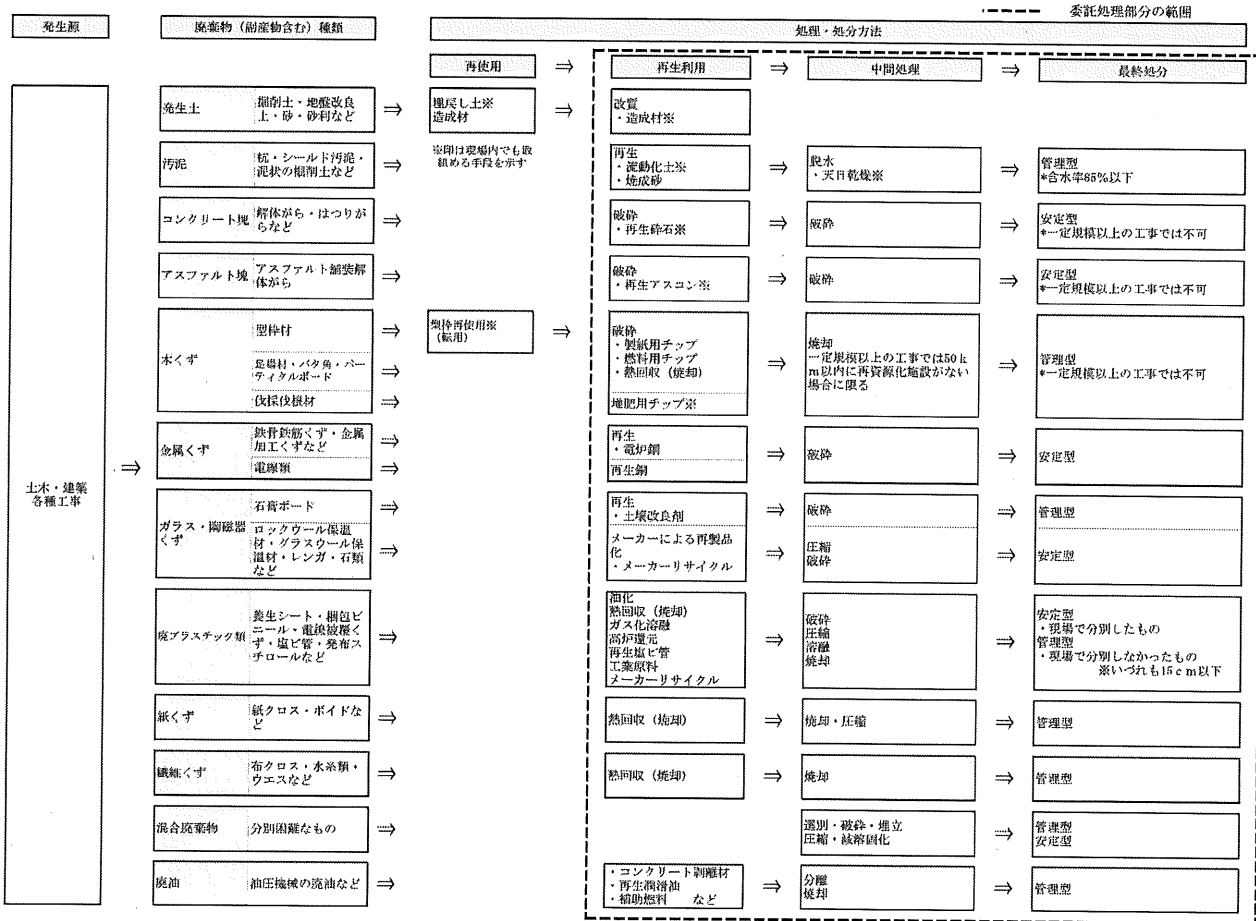 委託処理部分の範囲
発生源
廃棄物（副産物含む）種類
処理・処分方法
再使用 ⇒ 再生利用 ⇒ 中間処理 ⇒ 最終処分
土木・建築
各種工事
⇒
発生土
掘削土・地盤改良
土・砂・砂利など
⇒
埋戻し土※
造成材
⇒
改質
・造成材※
※印は現場内でも取
組める手段を示す
汚泥
杭・シールド汚泥・
泥状の掘削土など
⇒
再生
・流動化土※
・焼成砂
⇒
脱水
・天日乾燥※
⇒
管理型
*含水率85%以下
コンクリート塊
解体がら・はつりが
らなど
⇒
破砕
・再生砕石※
⇒
破砕
⇒
安定型
*一定規模以上の工事では不可
アスファルト塊
アスファルト舗装解
体がら
⇒
破砕
・再生アスコン※
⇒
破砕
⇒
安定型
*一定規模以上の工事では不可
木くず
型枠材
⇒
型枠再使用※
（転用）
⇒
足場材・バタ角・パー
ティクルボード
⇒
伐採伐根材
⇒
破砕
・製紙用チップ
・燃料用チップ
・熱回収（焼却）
堆肥用チップ※
⇒
焼却
一定規模以上の工事では50k
m以内に再資源化施設がない
場合に限る
⇒
管理型
*一定規模以上の工事では不可
金属くず
鉄骨鉄筋くず・金属
加工くずなど
⇒
電線類
⇒
再生
・電炉鋼
再生銅
⇒
破砕
⇒
安定型
ガラス・陶磁器
くず
石膏ボード
⇒
再生
・土壌改良剤
⇒
破砕
⇒
管理型
ロックウール保温
材・グラスウール保
温材・レンガ・石類
など
⇒
メーカーによる再製品
化
・メーカーリサイクル
⇒
圧縮
破砕
⇒
安定型
廃プラスチック類
養生シート・梱包ビ
ニール・電線被覆く
ず・塩ビ管・発布ス
チロールなど
⇒
油化
熱回収（焼却）
ガス化溶融
高炉還元
再生塩ビ管
工業原料
メーカーリサイクル
⇒
破砕
圧縮
溶融
焼却
⇒
安定型
・現場で分別したもの
管理型
・現場で分別しなかったもの
※いづれも15cm以下
紙くず
紙クロス・ボイドな
ど
⇒
熱回収（焼却）
⇒
焼却・圧縮
⇒
管理型
繊維くず
布クロス・水糸類・
ウエスなど
⇒
熱回収（焼却）
⇒
焼却
⇒
管理型
混合廃棄物
分別困難なもの
⇒
選別・破砕・埋立
圧縮・減溶固化
⇒
管理型
安定型
廃油
油圧機械の廃油など
⇒
・コンクリート剥離材
・再生潤滑油
・補助燃料 など
⇒
分離
焼却
⇒
管理型